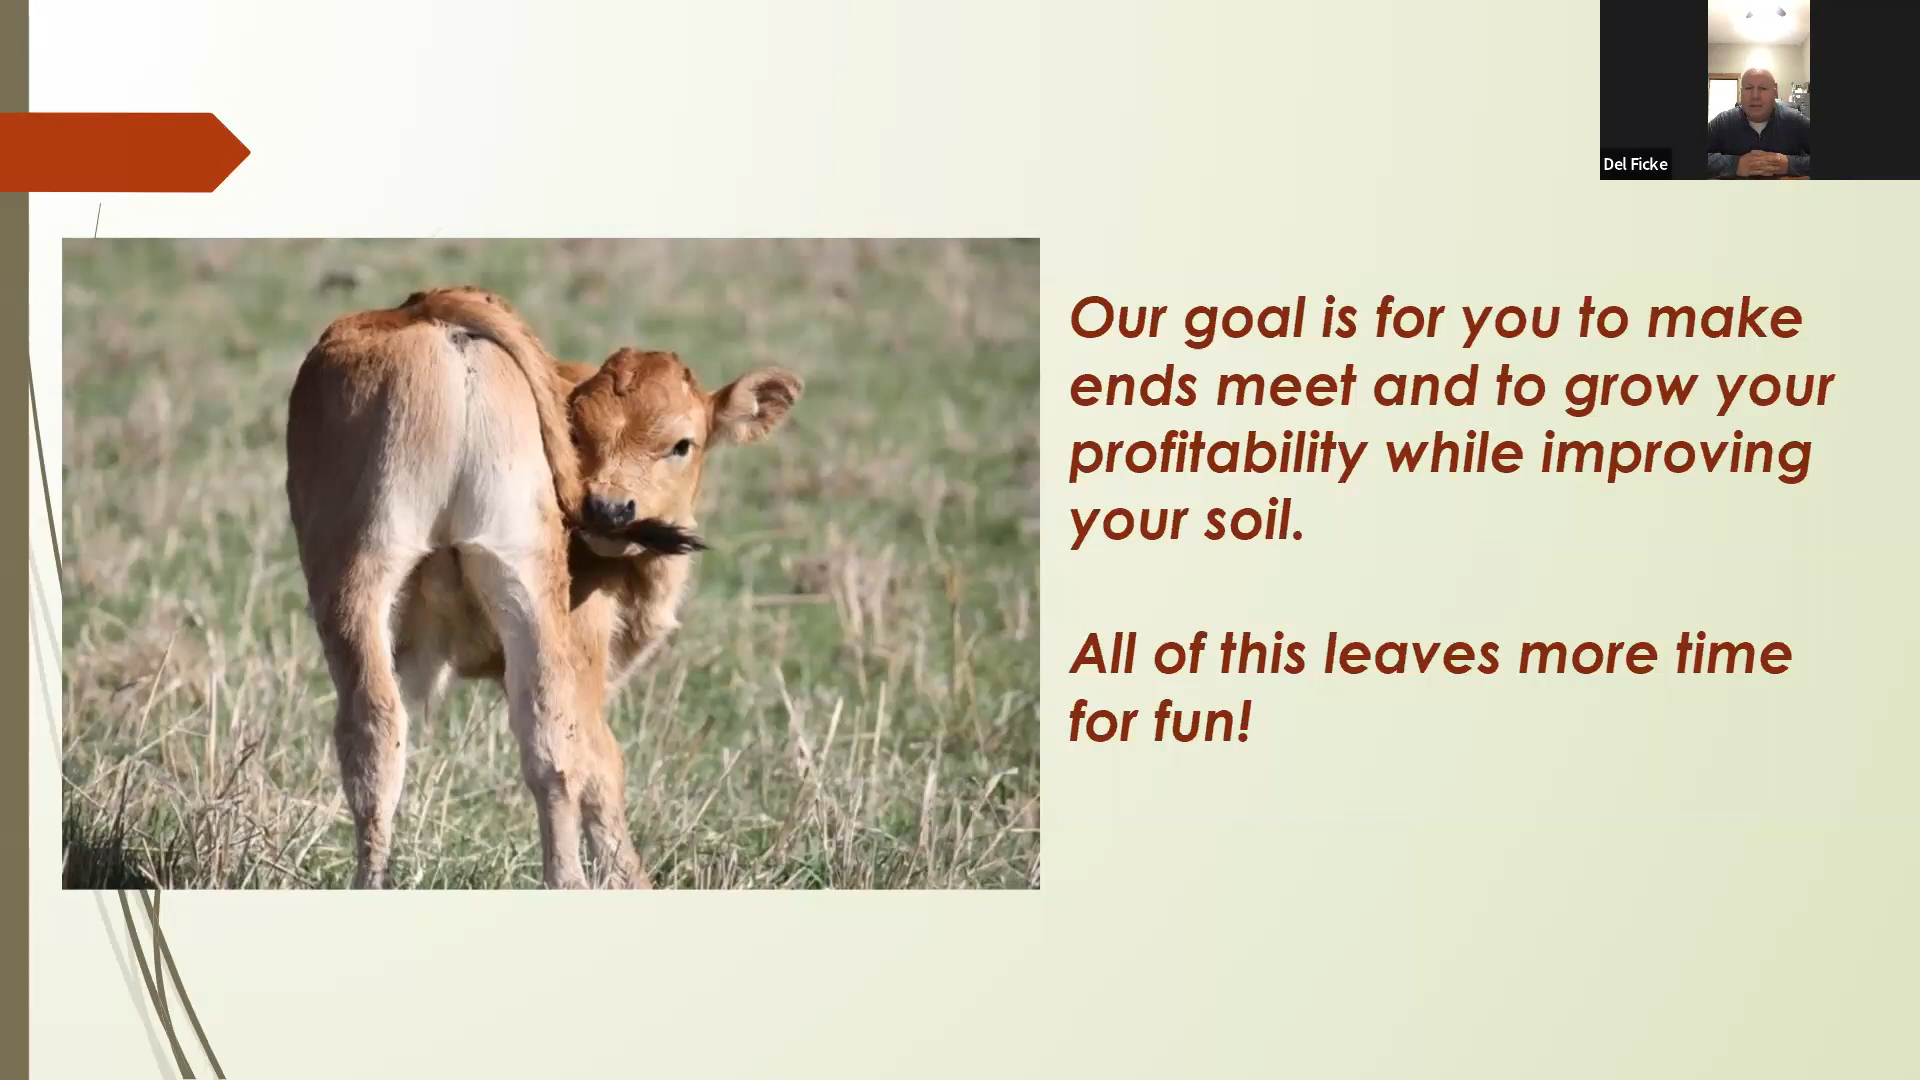 Del Ficke
Our goal is for you to make
ends meet and to grow your
profitability while improving
your soil.
All of this leaves more time
for fun!